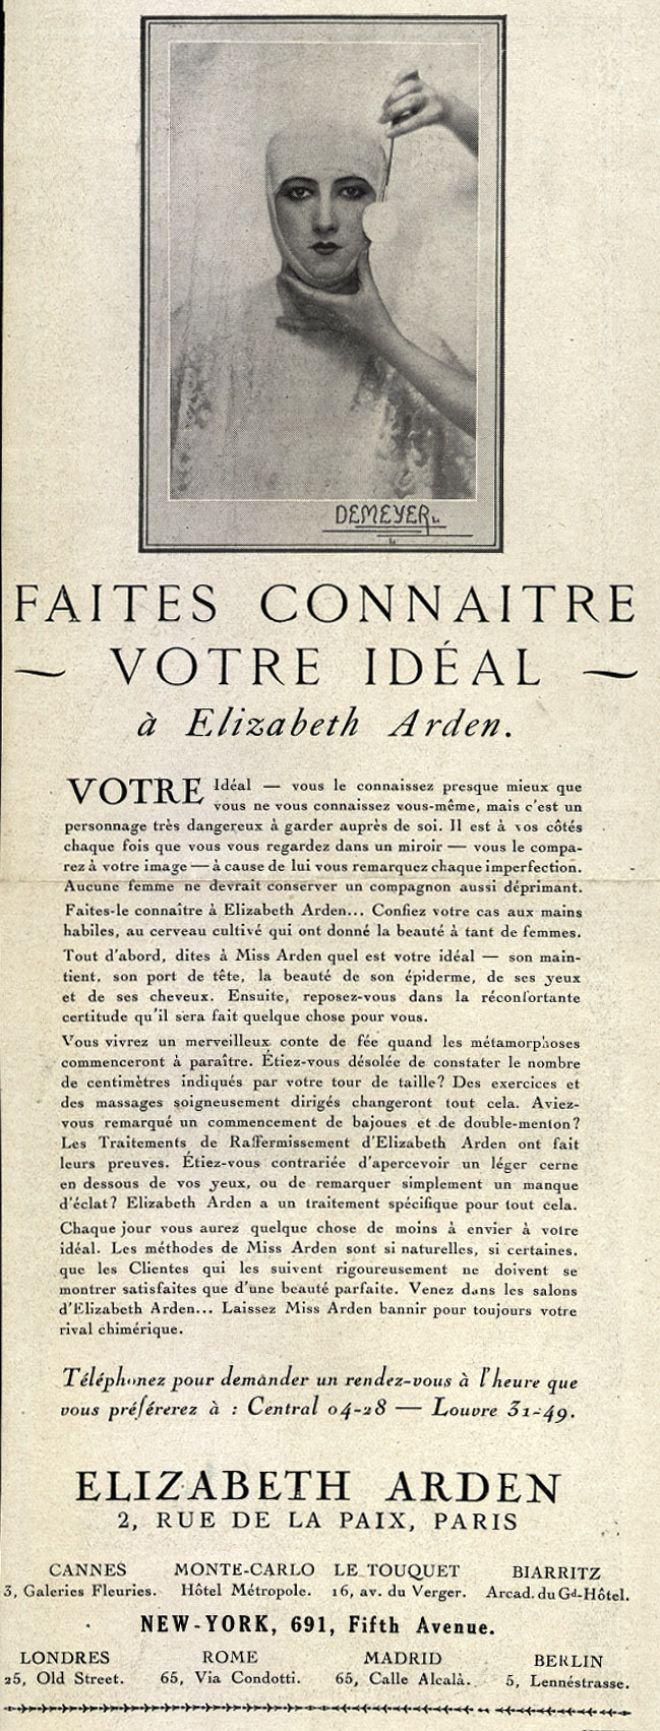 DEMEYER
FAITES CONNAITRE
~ VOTRE IDÉAL ~
à Elizabeth Arden.
VOTRE Idéal — vous le connaissez presque mieux que
vous ne vous connaissez vous-même, mais c'est un
personnage très dangereux à garder auprès de soi. Il est à vos côtés
chaque fois que vous vous regardez dans un miroir — vous le compa-
rez à votre image — à cause de lui vous remarquez chaque imperfection.
Aucune femme ne devrait conserver un compagnon aussi déprimant.
Faites-le connaître à Elizabeth Arden... Confiez votre cas aux mains
habiles, au cerveau cultivé qui ont donné la beauté à tant de femmes.
Tout d'abord, dites à Miss Arden quel est votre idéal — son main-
tient, son port de tête, la beauté de son épiderme, de ses yeux
et de ses cheveux. Ensuite, reposez-vous dans la réconfortante
certitude qu'il sera fait quelque chose pour vous.
Vous vivrez un merveilleux conte de fée quand les métamorphoses
commenceront à paraître. Étiez-vous désolée de constater le nombre
de centimètres indiqués par votre tour de taille? Des exercices et
des massages soigneusement dirigés changeront tout cela. Aviez-
vous remarqué un commencement de bajoues et de double-menton?
Les Traitements de Raffermissement d'Elizabeth Arden ont fait
leurs preuves. Étiez-vous contrariée d'apercevoir un léger cerne
en dessous de vos yeux, ou de remarquer simplement un manque
d'éclat? Elizabeth Arden a un traitement spécifique pour tout cela.
Chaque jour vous aurez quelque chose de moins à envier à votre
idéal. Les méthodes de Miss Arden sont si naturelles, si certaines,
que les Clientes qui les suivent rigoureusement ne doivent se
montrer satisfaites que d'une beauté parfaite. Venez dans les salons
d'Elizabeth Arden... Laissez Miss Arden bannir pour toujours votre
rival chimérique.
Téléphonez pour demander un rendez-vous à l'heure que
vous préférerez à : Central 04-28 — Louvre 31-49.
ELIZABETH ARDEN
2, RUE DE LA PAIX, PARIS
CANNES MONTE-CARLO LE TOUQUET BIARRITZ
3, Galeries Fleuries. Hôtel Métropole. 16, av. du Verger. Arcad. du Gd-Hôtel.
NEW-YORK, 691, Fifth Avenue.
LONDRES ROME MADRID BERLIN
25, Old Street. 65, Via Condotti. 65, Calle Alcalà. 5, Lennéstrasse.